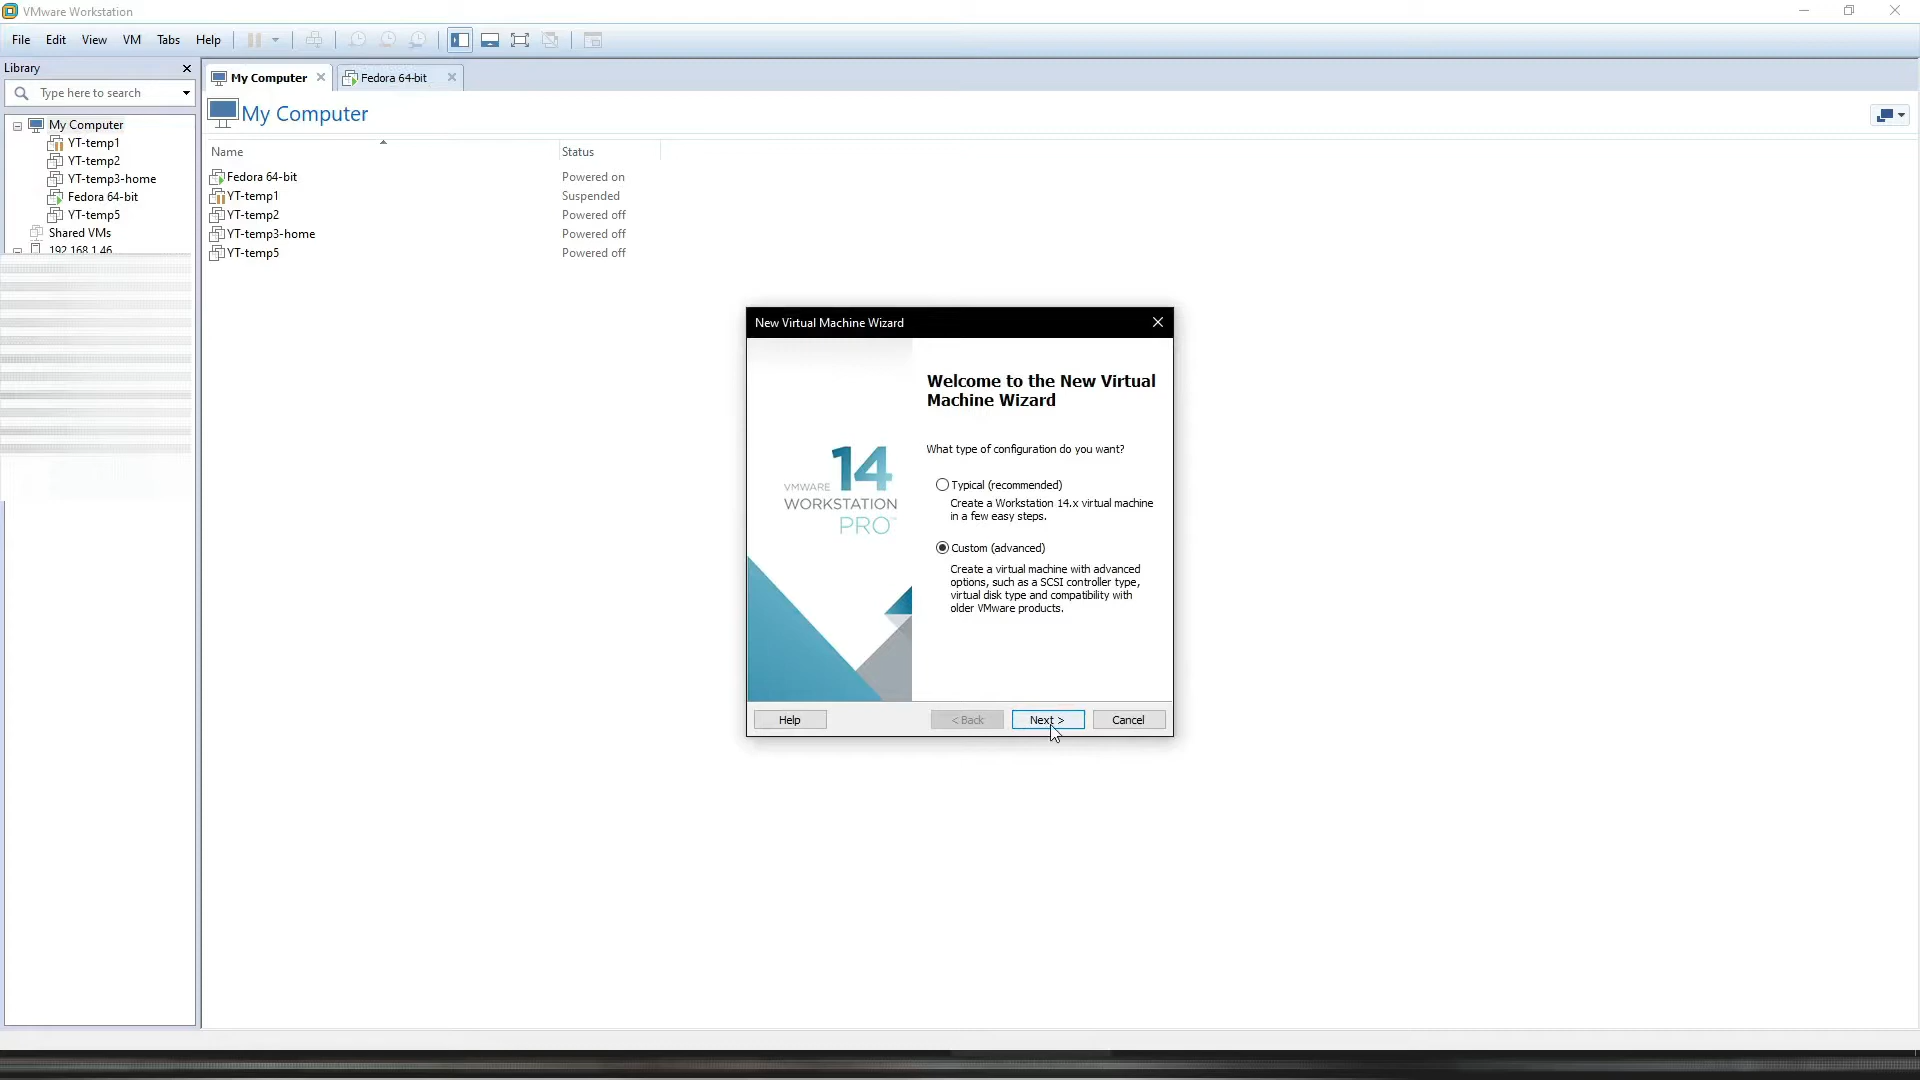 VMware Workstation
File Edit View VM Tabs Help
Library
Type here to search
My Computer
YT-temp1
YT-temp2
YT-temp3-home
Fedora 64-bit
YT-temp5
Shared VMs
192.168.1.46
My Computer
Fedora 64-bit
My Computer
Name Status
Fedora 64-bit Powered on
YT-temp1 Suspended
YT-temp2 Powered off
YT-temp3-home Powered off
YT-temp5 Powered off
New Virtual Machine Wizard
14
VMWARE
WORKSTATION
PRO™
Welcome to the New Virtual
Machine Wizard
What type of configuration do you want?
Typical (recommended)
Create a Workstation 14.x virtual machine
in a few easy steps.
Custom (advanced)
Create a virtual machine with advanced
options, such as a SCSI controller type,
virtual disk type and compatibility with
older VMware products.
Help < Back Next > Cancel